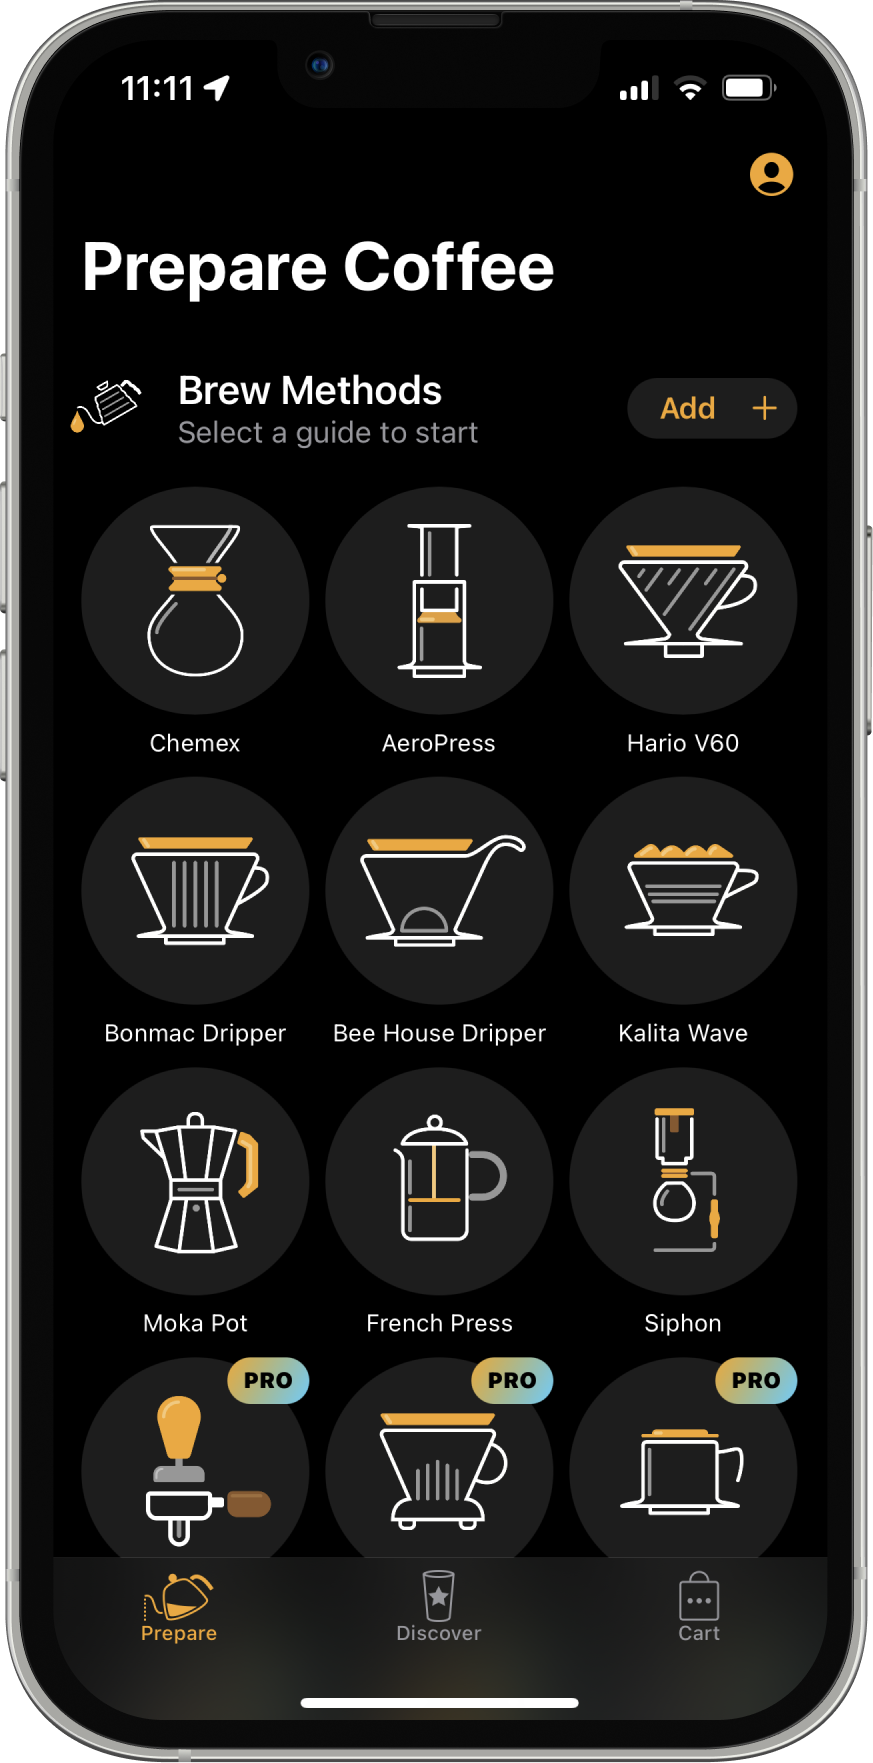 11:11
Prepare Coffee
Brew Methods
Select a guide to start
Add +
Chemex
AeroPress
Hario V60
Bonmac Dripper
Bee House Dripper
Kalita Wave
Moka Pot
French Press
Siphon
PRO
PRO
PRO
Prepare
Discover
Cart